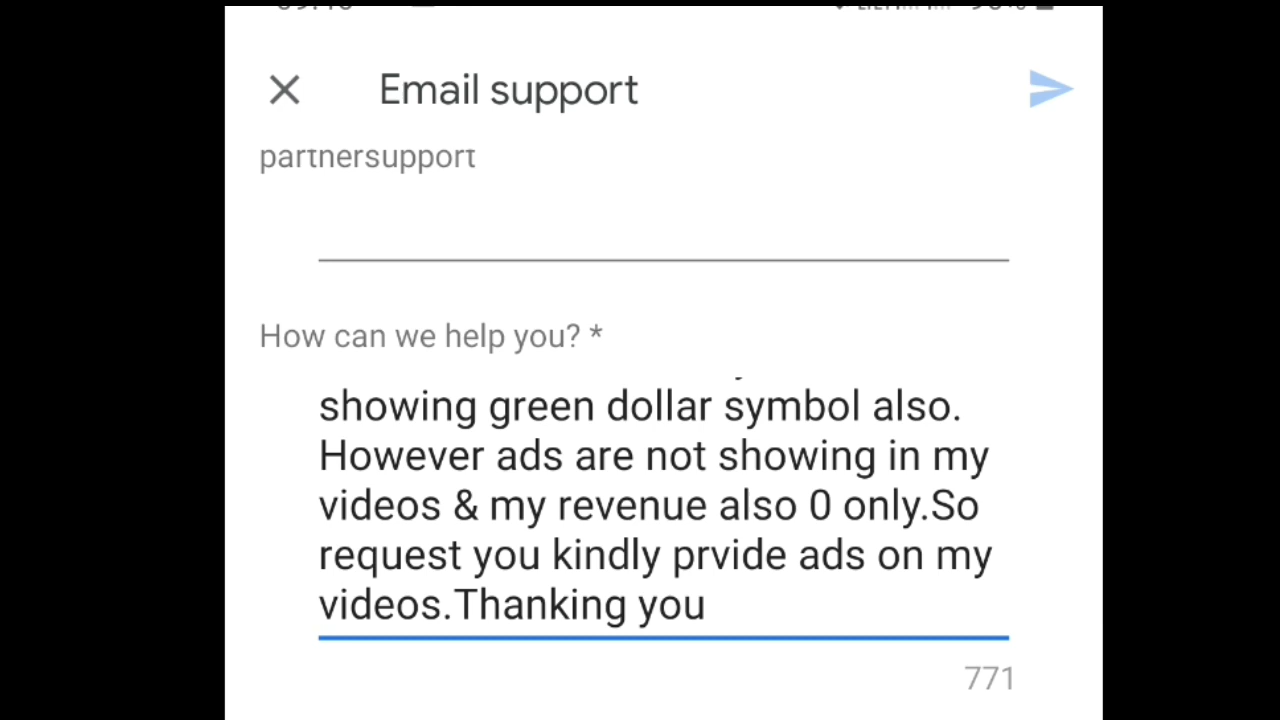 Email support
partnersupport
How can we help you? *
showing green dollar symbol also.
However ads are not showing in my
videos & my revenue also 0 only.So
request you kindly prvide ads on my
videos.Thanking you
771